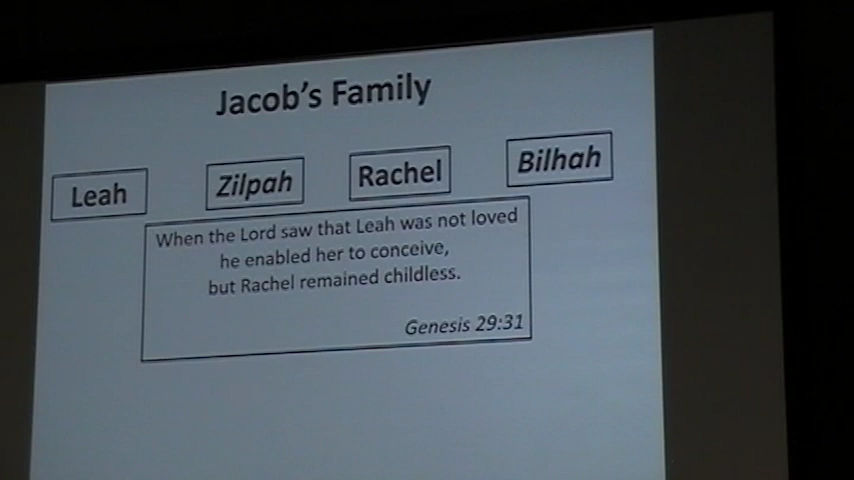 Jacob's Family
Leah Zilpah Rachel Bilhah
When the Lord saw that Leah was not loved
he enabled her to conceive,
but Rachel remained childless.
Genesis 29:31